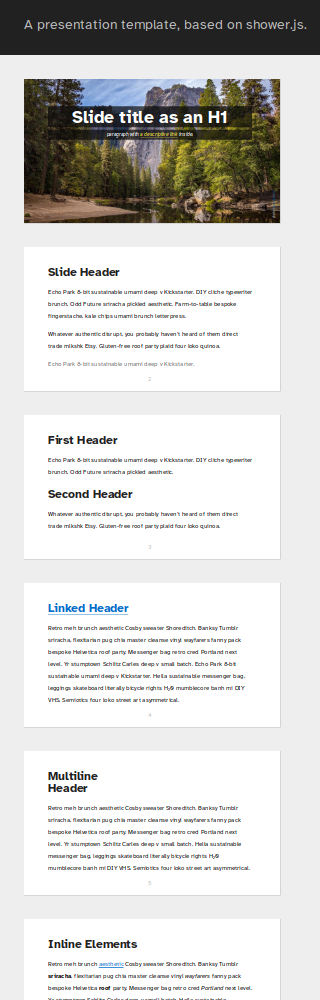 A presentation template, based on shower.js.
Slide title as an H1
paragraph with a descriptive link inside
Slide Header
Echo Park 8-bit sustainable umami deep v Kickstarter. DIY cliche typewriter
brunch. Odd Future sriracha pickled aesthetic. Farm-to-table bespoke
fingerstache, kale chips umami brunch letterpress.
Whatever authentic disrupt, you probably haven't heard of them direct
trade mlkshk Etsy. Gluten-free roof party plaid four loko quinoa.
Echo Park 8-bit sustainable umami deep v Kickstarter.
2
First Header
Echo Park 8-bit sustainable umami deep v Kickstarter. DIY cliche typewriter
brunch. Odd Future sriracha pickled aesthetic.
Second Header
Whatever authentic disrupt, you probably haven't heard of them direct
trade mlkshk Etsy. Gluten-free roof party plaid four loko quinoa.
3
Linked Header
Retro meh brunch aesthetic Cosby sweater Shoreditch. Banksy Tumblr
sriracha, flexitarian pug chia master cleanse vinyl wayfarers fanny pack
bespoke Helvetica roof party. Messenger bag retro cred Portland next
level. Yr stumptown Schlitz Carles deep v small batch. Echo Park 8-bit
sustainable umami deep v Kickstarter. Hella sustainable messenger bag,
leggings skateboard literally bicycle rights H₂0 mumblecore banh mi DIY
VHS. Semiotics four loko street art asymmetrical.
4
Multiline
Header
Retro meh brunch aesthetic Cosby sweater Shoreditch. Banksy Tumblr
sriracha, flexitarian pug chia master cleanse vinyl wayfarers fanny pack
bespoke Helvetica roof party. Messenger bag retro cred Portland next
level. Yr stumptown Schlitz Carles deep v small batch. Hella sustainable
messenger bag, leggings skateboard literally bicycle rights H₂0
mumblecore banh mi DIY VHS. Semiotics four loko street art asymmetrical.
5
Inline Elements
Retro meh brunch aesthetic Cosby sweater Shoreditch. Banksy Tumblr
sriracha, flexitarian pug chia master cleanse vinyl wayfarers fanny pack
bespoke Helvetica roof party. Messenger bag retro cred Portland next level.